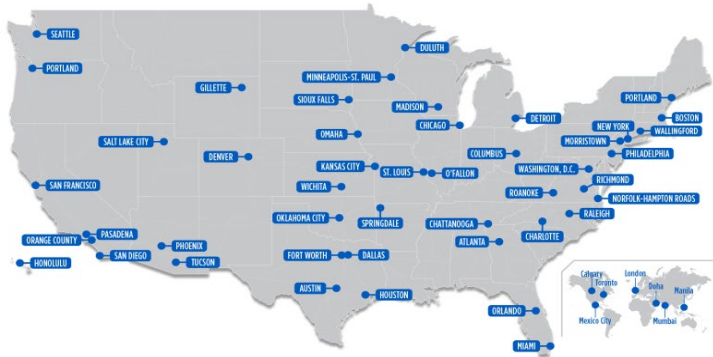 SEATTLE
DULUTH
PORTLAND
MINNEAPOLIS-ST. PAUL
GILLETTE
SIOUX FALLS
PORTLAND
MADISON
DETROIT
BOSTON
CHICAGO
NEW YORK
WALLINGFORD
OMAHA
MORRISTOWN
SALT LAKE CITY
COLUMBUS
PHILADELPHIA
DENVER
KANSAS CITY
ST. LOUIS
O'FALLON
WASHINGTON, D.C.
SAN FRANCISCO
WICHITA
RICHMOND
ROANOKE
NORFOLK-HAMPTON ROADS
OKLAHOMA CITY
SPRINGDALE
CHATTANOOGA
RALEIGH
PASADENA
ORANGE COUNTY
CHARLOTTE
ATLANTA
PHOENIX
SAN DIEGO
FORT WORTH
DALLAS
HONOLULU
TUCSON
AUSTIN
HOUSTON
ORLANDO
MIAMI
Calgary
Toronto
London
Doha
Manila
Mexico City
Mumbai